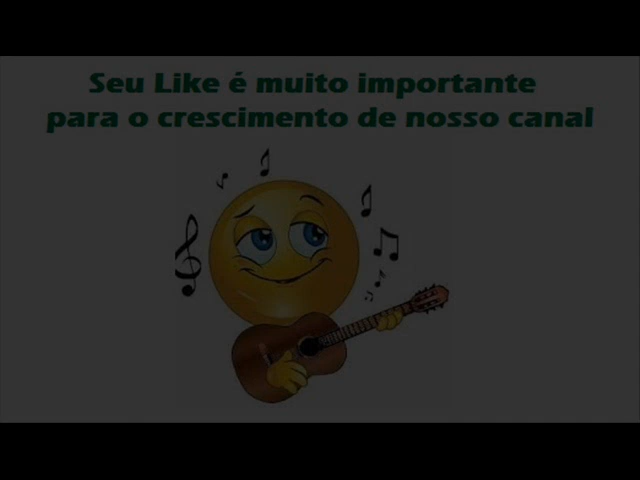 Seu Like é muito importante
para o crescimento de nosso canal